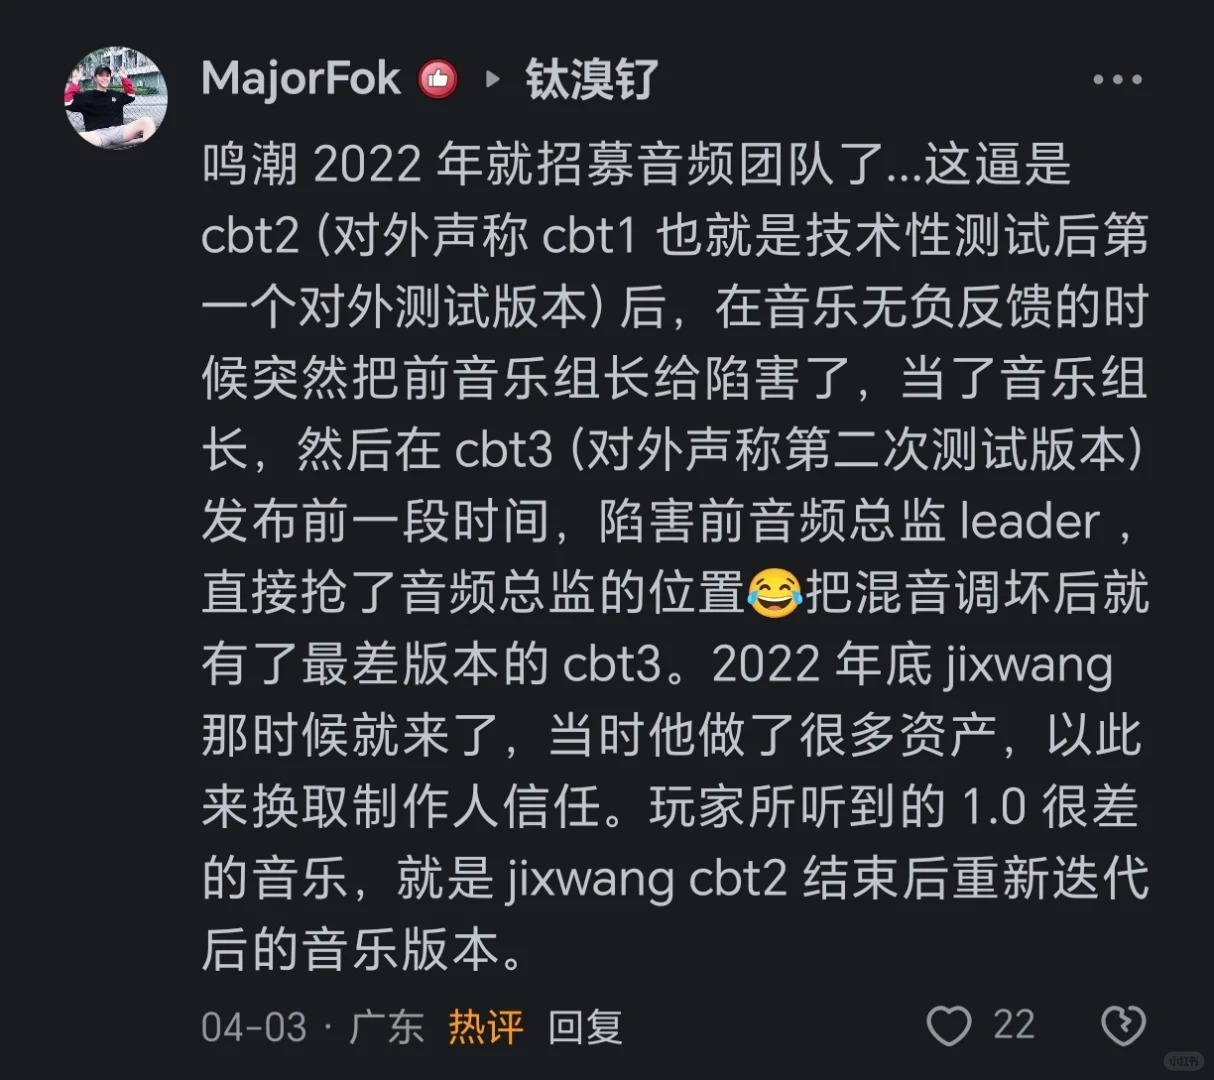 MajorFok ▸ 钛溴钌
鸣潮 2022 年就招募音频团队了...这逼是
cbt2 (对外声称 cbt1 也就是技术性测试后第
一个对外测试版本) 后，在音乐无负反馈的时
候突然把前音乐组长给陷害了，当了音乐组
长，然后在 cbt3 (对外声称第二次测试版本)
发布前一段时间，陷害前音频总监 leader，
直接抢了音频总监的位置😂把混音调坏后就
有了最差版本的 cbt3。2022 年底 jixwang
那时候就来了，当时他做了很多资产，以此
来换取制作人信任。玩家所听到的 1.0 很差
的音乐，就是 jixwang cbt2 结束后重新迭代
后的音乐版本。
04-03 · 广东 热评 回复 22
小红书